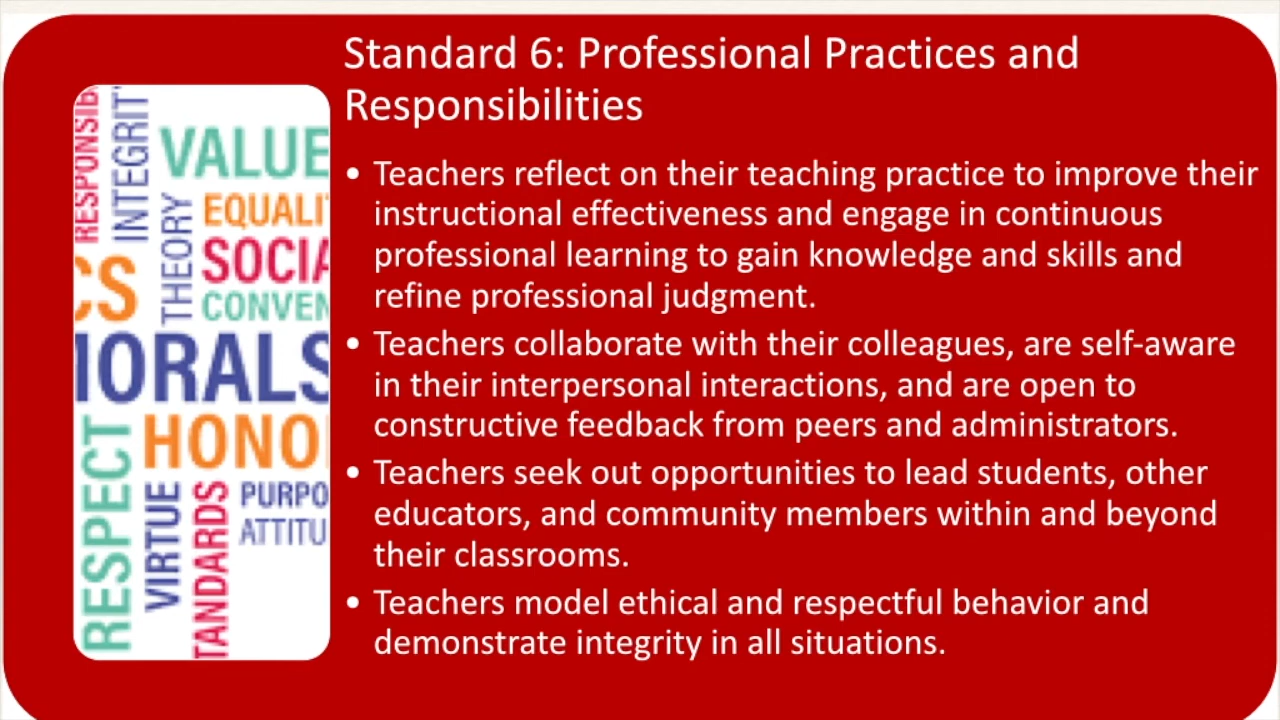 Standard 6: Professional Practices and
Responsibilities
• Teachers reflect on their teaching practice to improve their
instructional effectiveness and engage in continuous
professional learning to gain knowledge and skills and
refine professional judgment.
• Teachers collaborate with their colleagues, are self-aware
in their interpersonal interactions, and are open to
constructive feedback from peers and administrators.
• Teachers seek out opportunities to lead students, other
educators, and community members within and beyond
their classrooms.
• Teachers model ethical and respectful behavior and
demonstrate integrity in all situations.
RESPONSIB
INTEGRIT
VALUE
THEORY
EQUALI
SOCIA
CONVEN
CS
ORALS
RESPECT
HONO
VIRTUE
TANDARDS
PURPO
ATTITU